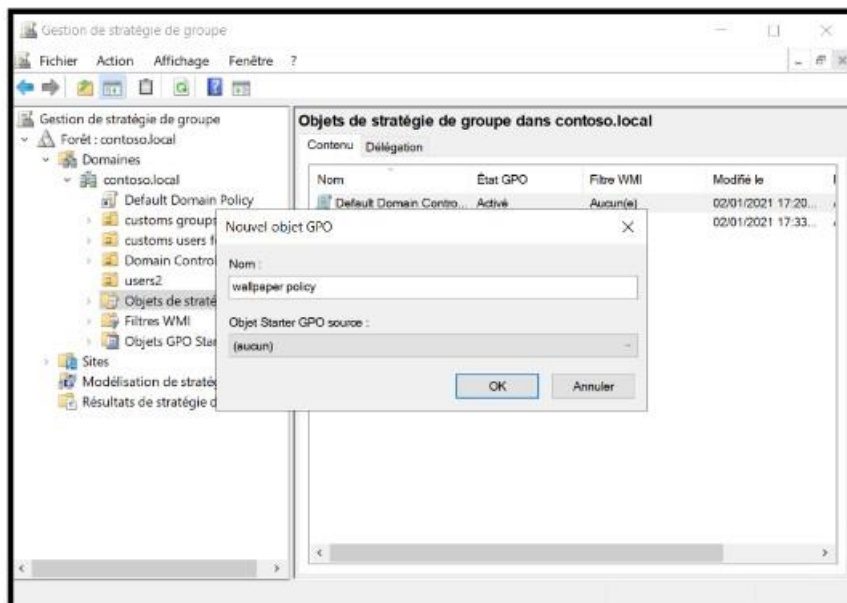 Gestion de stratégie de groupe
Fichier Action Affichage Fenêtre ?
Gestion de stratégie de groupe
Forêt : contoso.local
Domaines
contoso.local
Default Domain Policy
customs groups
customs users f
Domain Control
users2
Objets de straté
Filtres WMI
Objets GPO Star
Sites
Modélisation de straté
Résultats de stratégie d
Objets de stratégie de groupe dans contoso.local
Contenu Délégation
Nom État GPO Filtre WMI Modifié le
Default Domain Contro... Activé Aucun(e) 02/01/2021 17:20...
02/01/2021 17:33...
Nouvel objet GPO
Nom :
wallpaper policy
Objet Starter GPO source :
(aucun)
OK Annuler